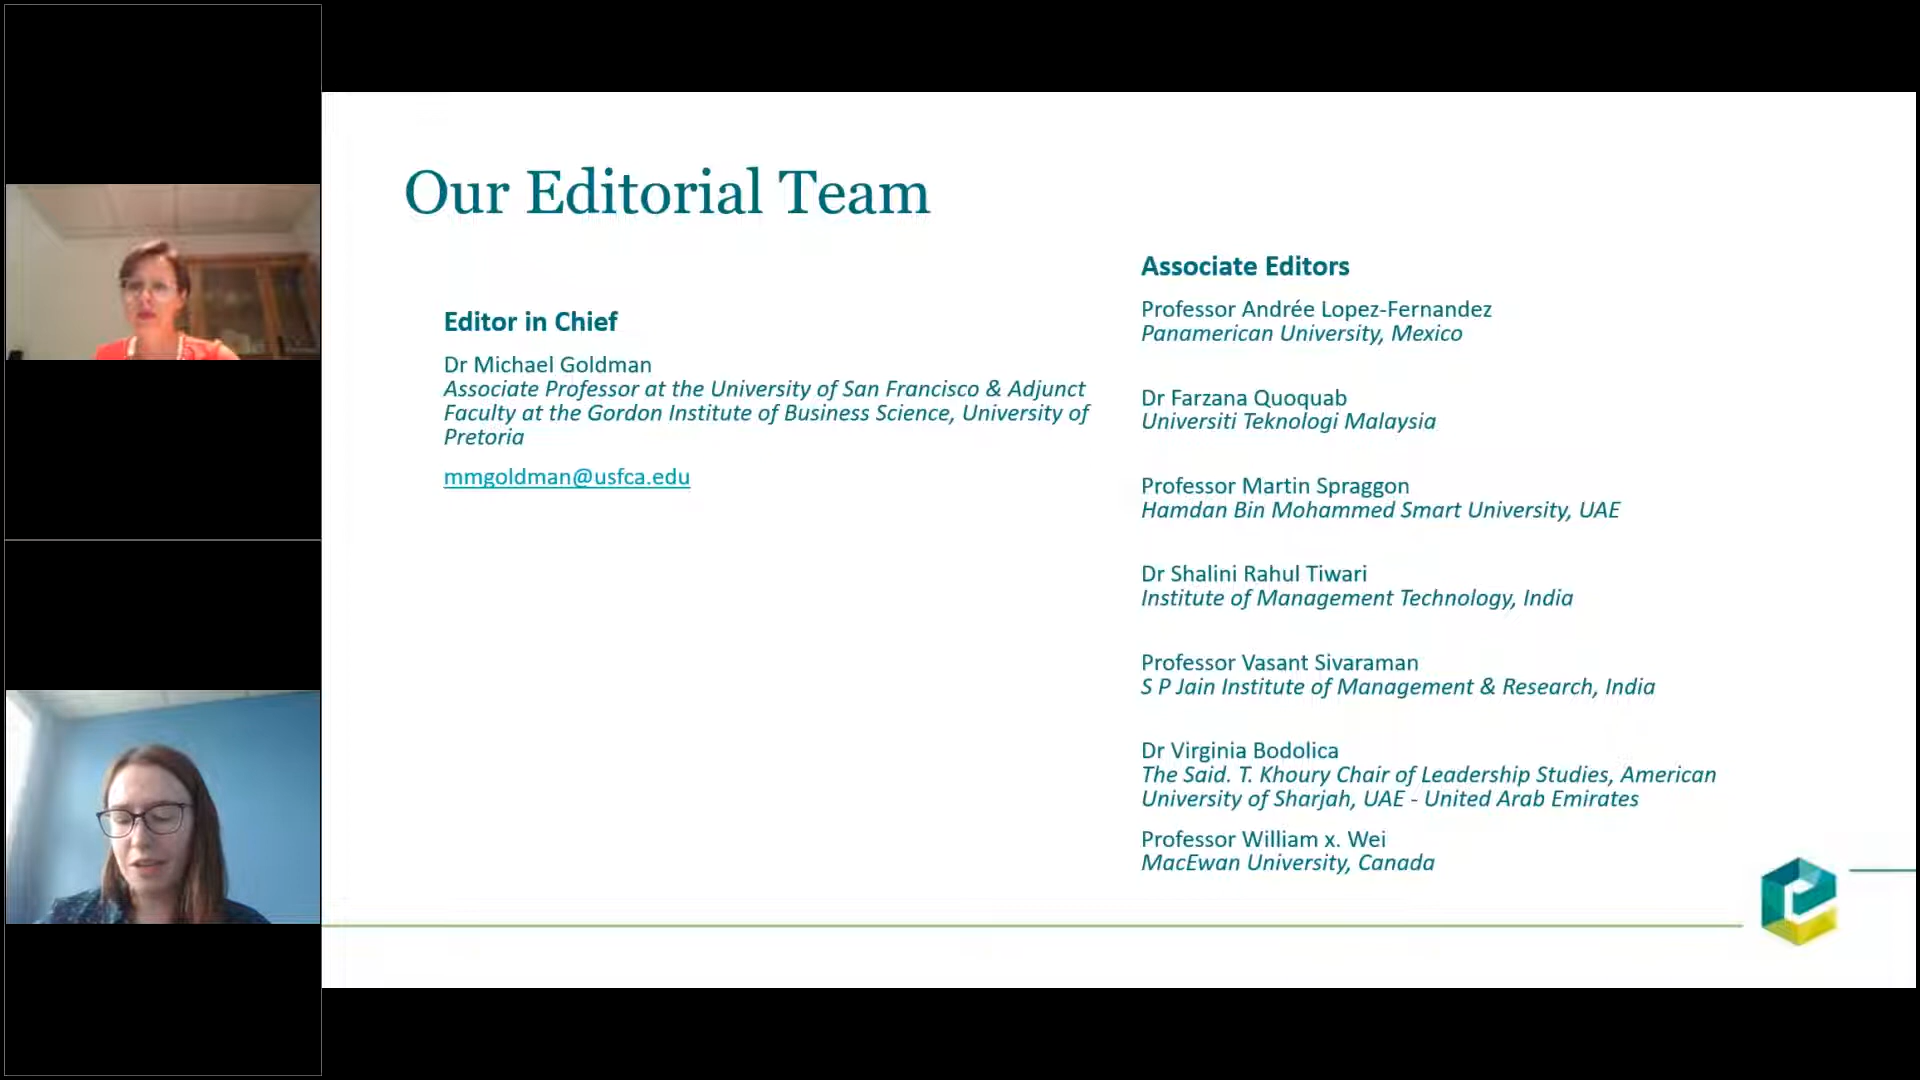 Our Editorial Team
Editor in Chief
Dr Michael Goldman
Associate Professor at the University of San Francisco & Adjunct
Faculty at the Gordon Institute of Business Science, University of
Pretoria
mmgoldman@usfca.edu
Associate Editors
Professor Andrée Lopez-Fernandez
Panamerican University, Mexico
Dr Farzana Quoquab
Universiti Teknologi Malaysia
Professor Martin Spraggon
Hamdan Bin Mohammed Smart University, UAE
Dr Shalini Rahul Tiwari
Institute of Management Technology, India
Professor Vasant Sivaraman
S P Jain Institute of Management & Research, India
Dr Virginia Bodolica
The Said. T. Khoury Chair of Leadership Studies, American
University of Sharjah, UAE - United Arab Emirates
Professor William x. Wei
MacEwan University, Canada